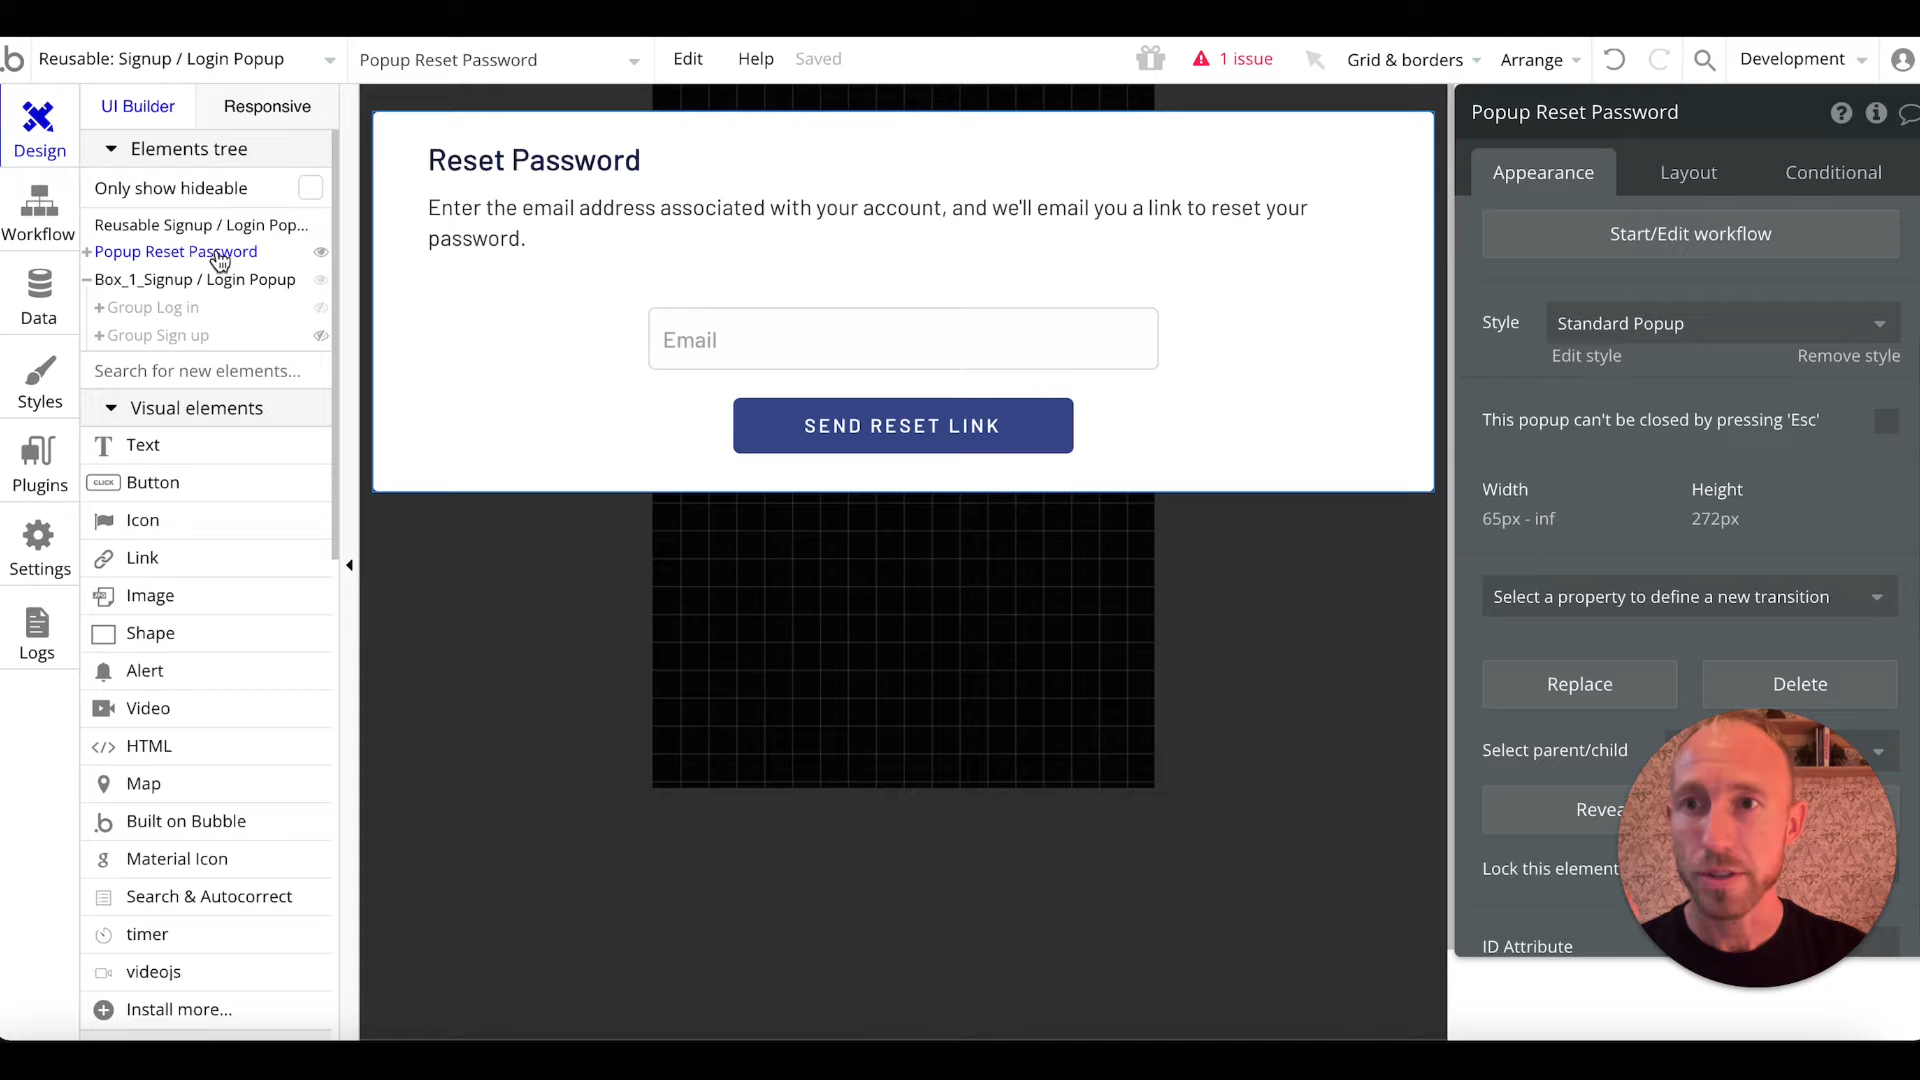 Reusable: Signup / Login Popup
Popup Reset Password
Edit
Help
Saved
1 issue
Grid & borders
Arrange
Development
Design
Workflow
Data
Styles
Plugins
Settings
Logs
UI Builder
Responsive
Elements tree
Only show hideable
Reusable Signup / Login Pop...
Popup Reset Password
Box_1_Signup / Login Popup
Group Log in
Group Sign up
Search for new elements...
Visual elements
Text
CLICK Button
Icon
Link
Image
Shape
Alert
Video
HTML
Map
Built on Bubble
Material Icon
Search & Autocorrect
timer
videojs
Install more...
Reset Password
Enter the email address associated with your account, and we'll email you a link to reset your
password.
Email
SEND RESET LINK
Popup Reset Password
Appearance
Layout
Conditional
Start/Edit workflow
Style
Standard Popup
Edit style
Remove style
This popup can't be closed by pressing 'Esc'
Width
Height
65px - inf
272px
Select a property to define a new transition
Replace
Delete
Select parent/child
Revea
Lock this element
ID Attribute